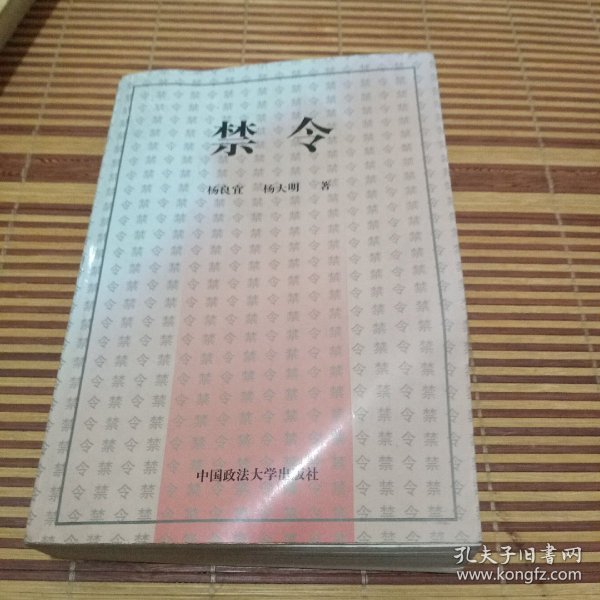 禁令
杨良宜 杨大明 著
中国政法大学出版社
孔夫子旧書网
www.kongfz.com